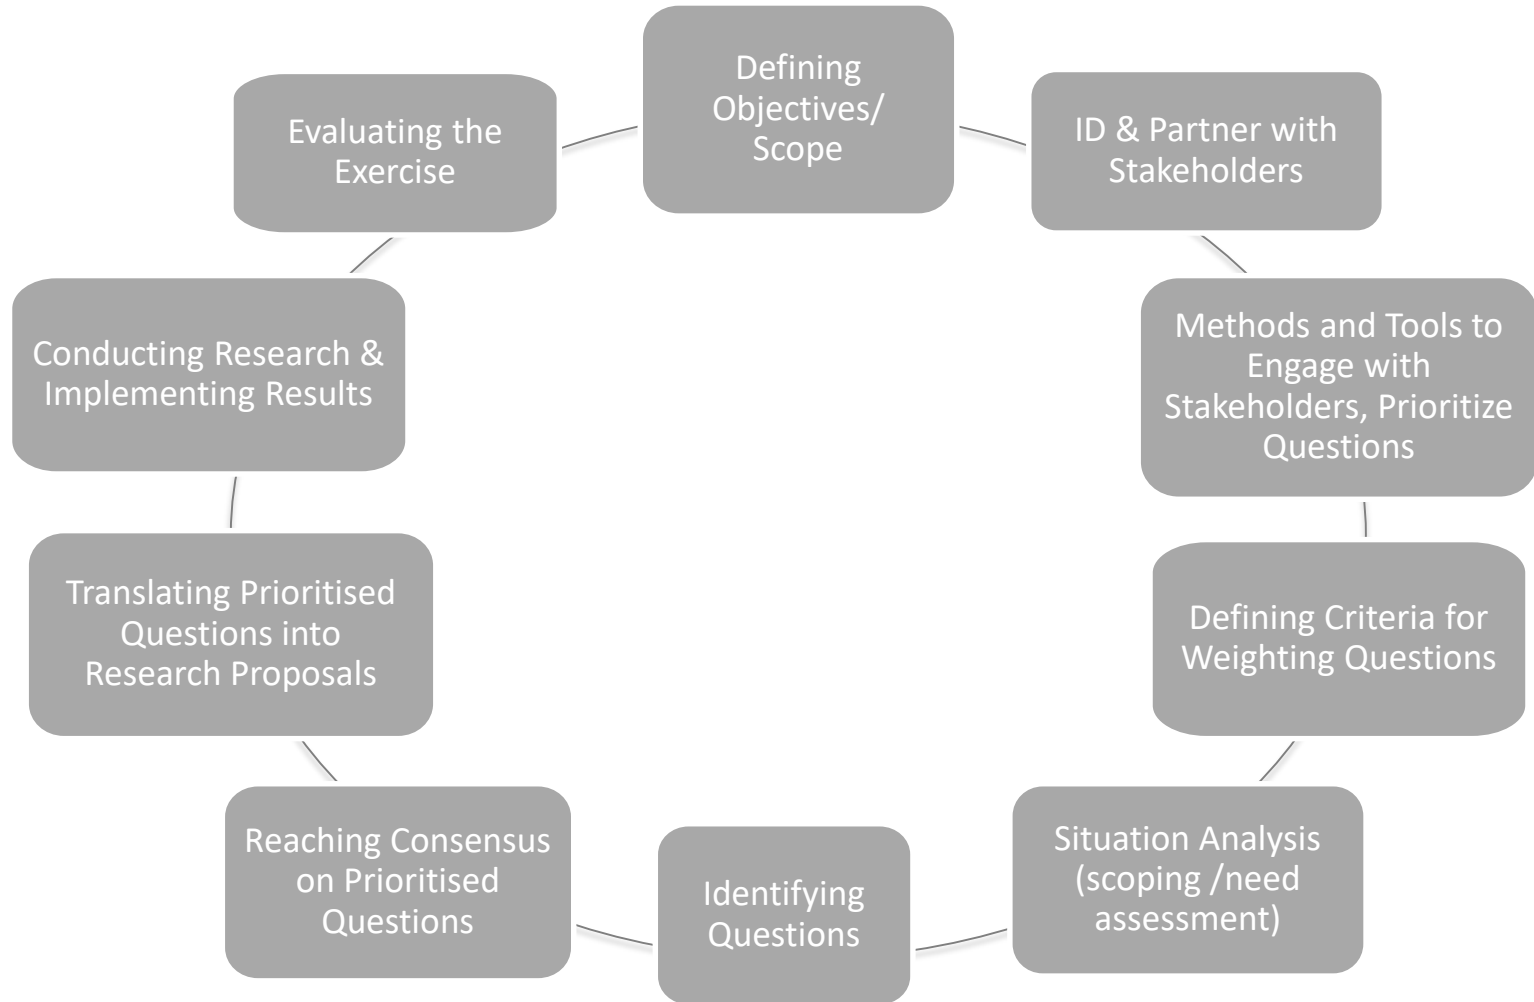 Defining
Objectives/
Scope
ID & Partner with
Stakeholders
Methods and Tools to
Engage with
Stakeholders, Prioritize
Questions
Defining Criteria for
Weighting Questions
Situation Analysis
(scoping /need
assessment)
Identifying
Questions
Reaching Consensus
on Prioritised
Questions
Translating Prioritised
Questions into
Research Proposals
Conducting Research &
Implementing Results
Evaluating the
Exercise